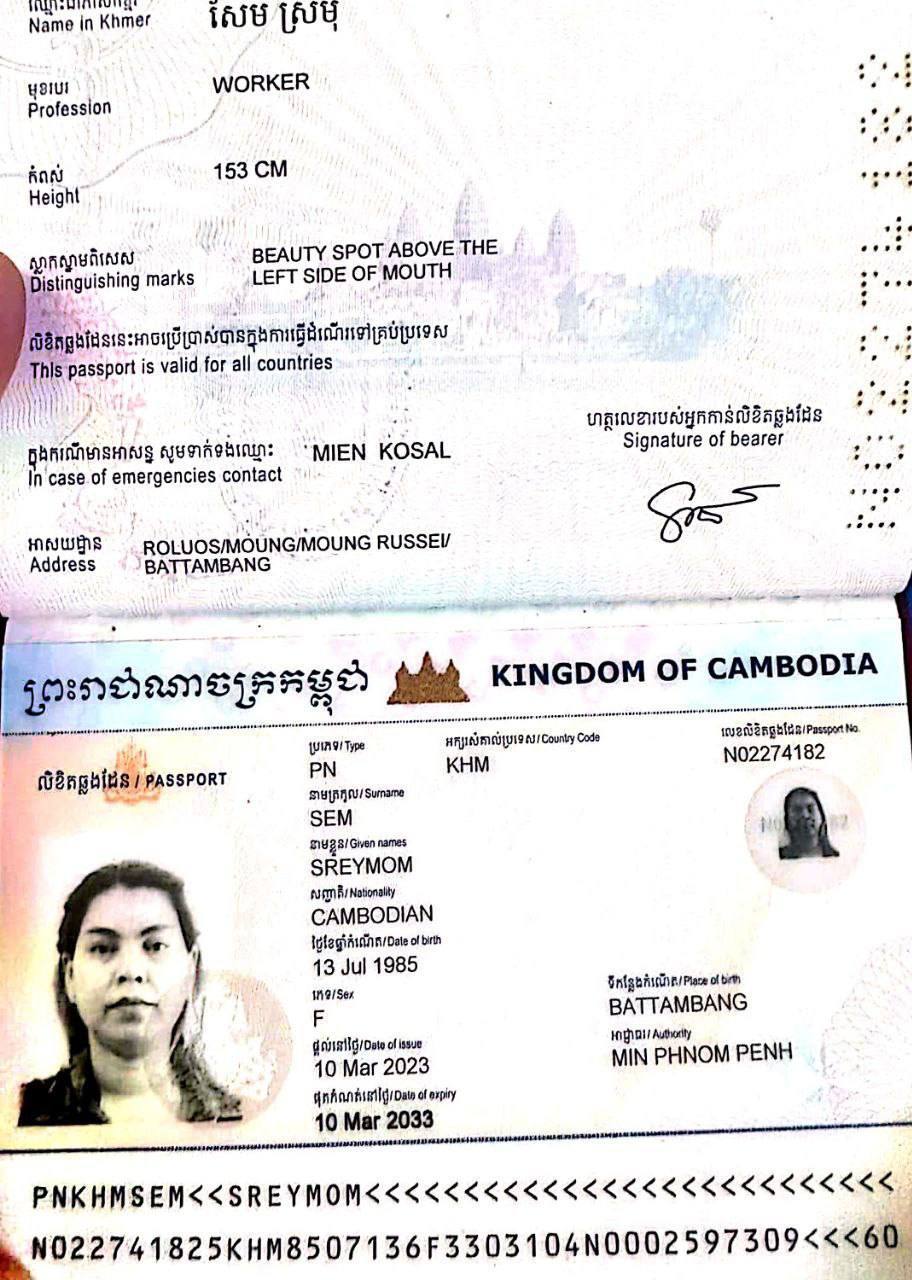 ឈ្មោះជាភាសាខ្មែរ
Name in Khmer
សែម ស្រីមុំ
មុខរបរ
Profession
WORKER
កំពស់
Height
153 CM
ស្លាកស្នាមពិសេស
Distinguishing marks
BEAUTY SPOT ABOVE THE
LEFT SIDE OF MOUTH
លិខិតឆ្លងដែននេះអាចប្រើប្រាស់បានក្នុងការធ្វើដំណើរទៅគ្រប់ប្រទេស
This passport is valid for all countries
ហត្ថលេខារបស់អ្នកកាន់លិខិតឆ្លងដែន
Signature of bearer
ក្នុងករណីមានអាសន្ន សូមទាក់ទងឈ្មោះ
In case of emergencies contact
MIEN KOSAL
អាសយដ្ឋាន
Address
ROLUOS/MOUNG/MOUNG RUSSEI/
BATTAMBANG
N02274182
ព្រះរាជាណាចក្រកម្ពុជា
KINGDOM OF CAMBODIA
លិខិតឆ្លងដែន / PASSPORT
ប្រភេទ/Type
PN
អក្សរសំគាល់ប្រទេស/Country Code
KHM
លេខលិខិតឆ្លងដែន/Passport No.
N02274182
នាមត្រកូល/Surname
SEM
នាមខ្លួន/Given names
SREYMOM
សញ្ជាតិ/Nationality
CAMBODIAN
ថ្ងៃខែឆ្នាំកំណើត/Date of birth
13 Jul 1985
ភេទ/Sex
F
ទីកន្លែងកំណើត/Place of birth
BATTAMBANG
ផ្តល់នៅថ្ងៃ/Date of issue
10 Mar 2023
អាជ្ញាធរ/Authority
MIN PHNOM PENH
ផុតកំណត់នៅថ្ងៃ/Date of expiry
10 Mar 2033
PNKHMSEM<<SREYMOM<<<<<<<<<<<<<<<<<<<<<<<<<<<
N022741825KHM8507136F3303104N0002597309<<<60